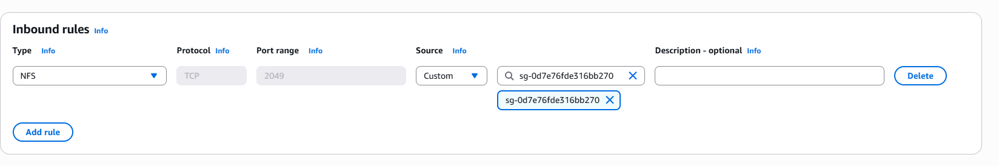 Inbound rules Info
Type Info Protocol Info Port range Info Source Info Description - optional Info
NFS TCP 2049 Custom sg-0d7e76fde316bb270 Delete
sg-0d7e76fde316bb270
Add rule